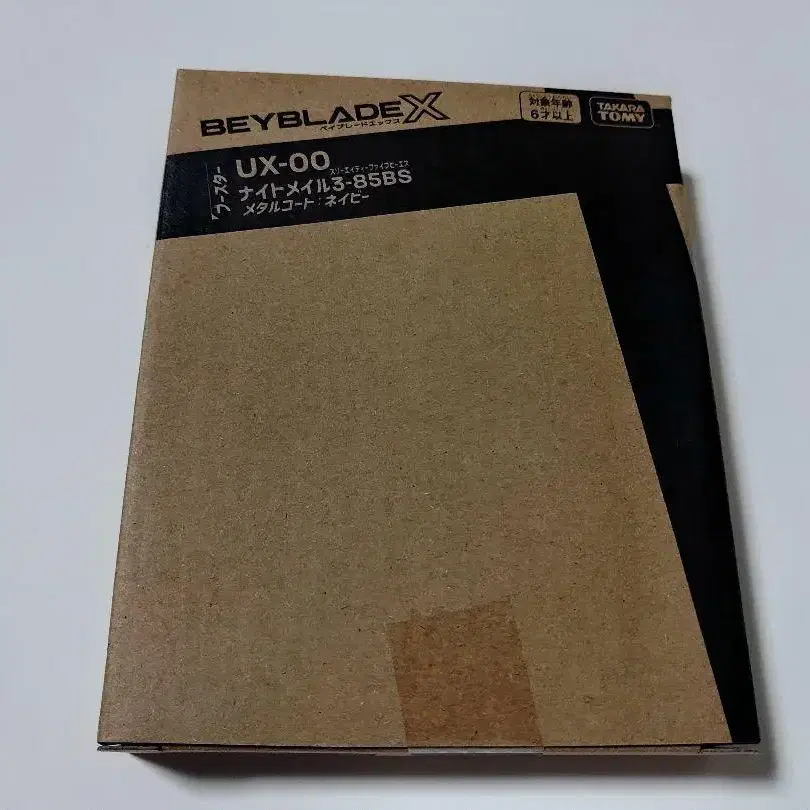 BEYBLADE X
ベイブレードエックス
対象年齢
6才以上
TAKARA
TOMY
ブースター
UX-00
スリーエイティーファイブビーエス
ナイトメイル3-85BS
メタルコート：ネイビー